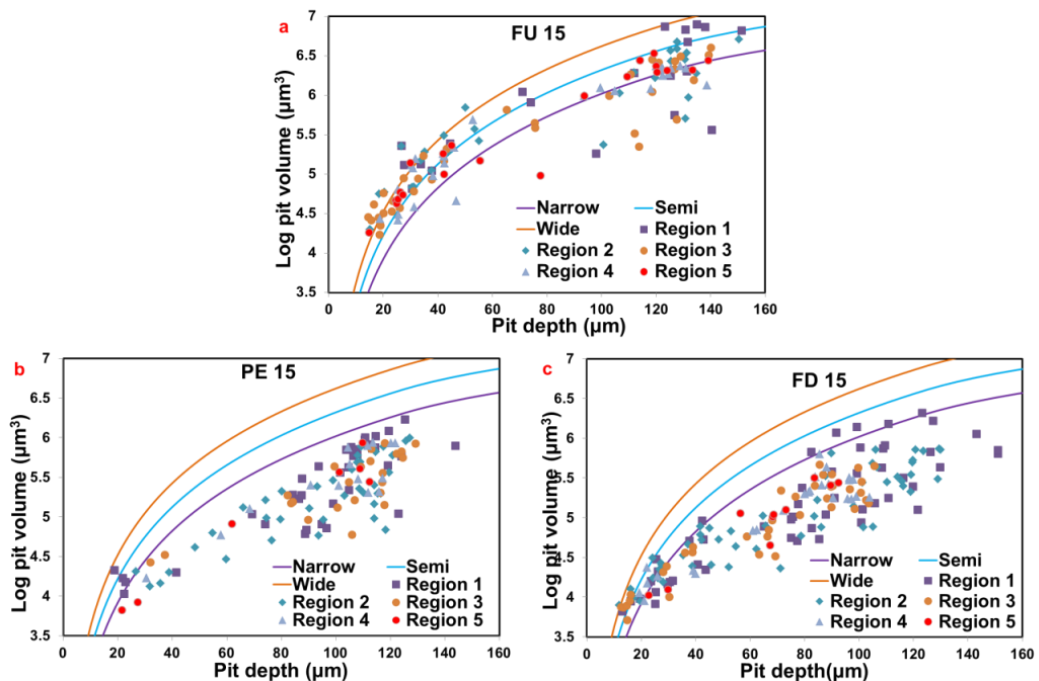 a
FU 15
Log pit volume (µm³)
7
6.5
6
5.5
5
4.5
4
3.5
Narrow Semi
Wide Region 1
Region 2 Region 3
Region 4 Region 5
0 20 40 60 80 100 120 140 160
Pit depth (µm)
b
PE 15
Log pit volume (µm³)
7
6.5
6
5.5
5
4.5
4
3.5
Narrow Semi
Wide Region 1
Region 2 Region 3
Region 4 Region 5
0 20 40 60 80 100 120 140 160
Pit depth (µm)
c
FD 15
Log pit volume (µm³)
7
6.5
6
5.5
5
4.5
4
3.5
Narrow Semi
Wide Region 1
Region 2 Region 3
Region 4 Region 5
0 20 40 60 80 100 120 140 160
Pit depth(µm)